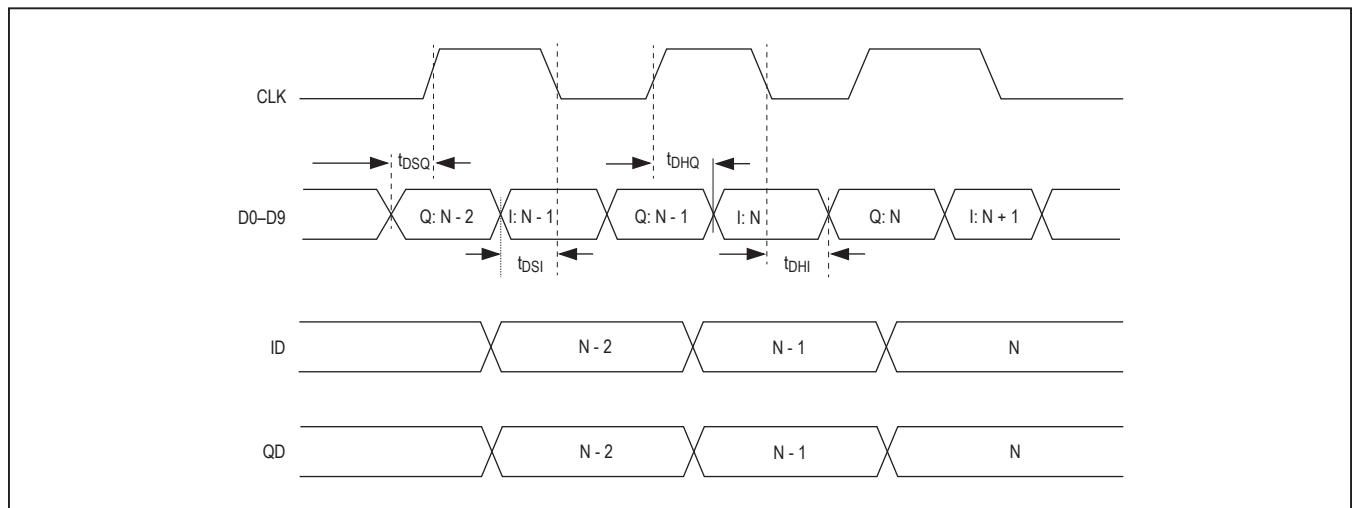 CLK
tDSQ
tDHQ
D0–D9
Q: N - 2
I: N - 1
Q: N - 1
I: N
Q: N
I: N + 1
tDSI
tDHI
ID
N - 2
N - 1
N
QD
N - 2
N - 1
N